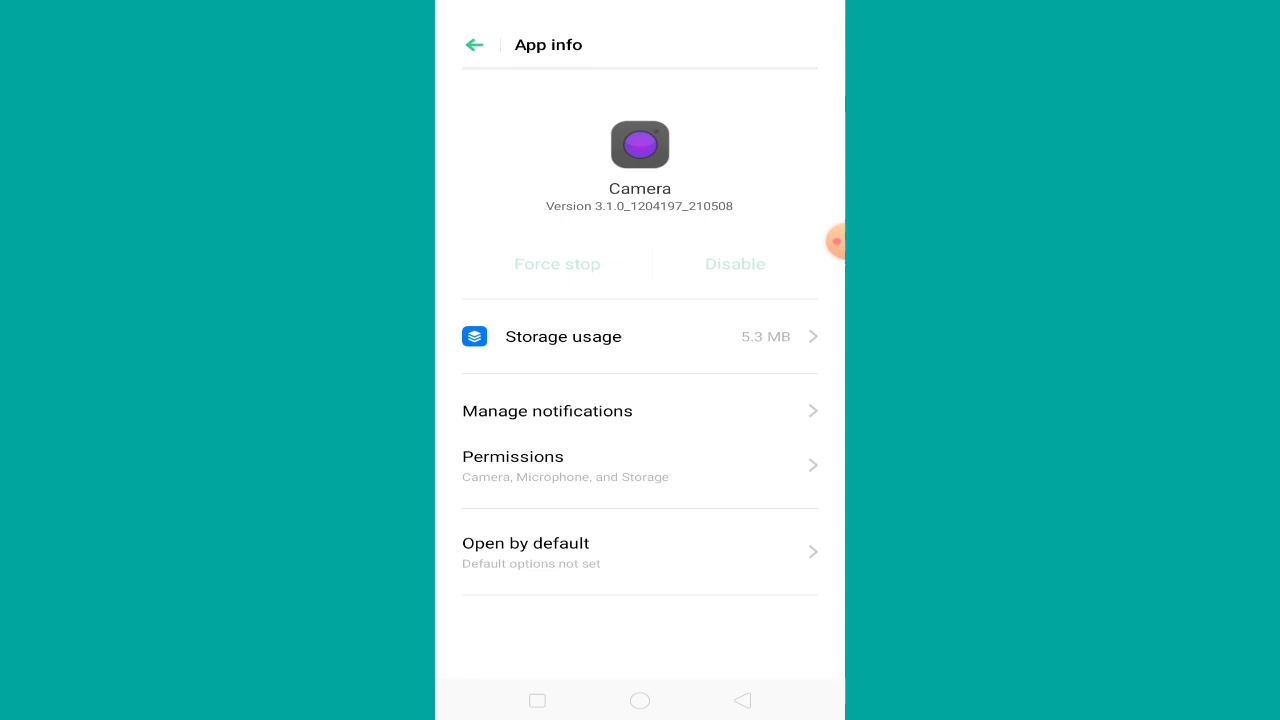 App info
Camera
Version 3.1.0_1204197_210508
Force stop
Disable
Storage usage
5.3 MB
Manage notifications
Permissions
Camera, Microphone, and Storage
Open by default
Default options not set